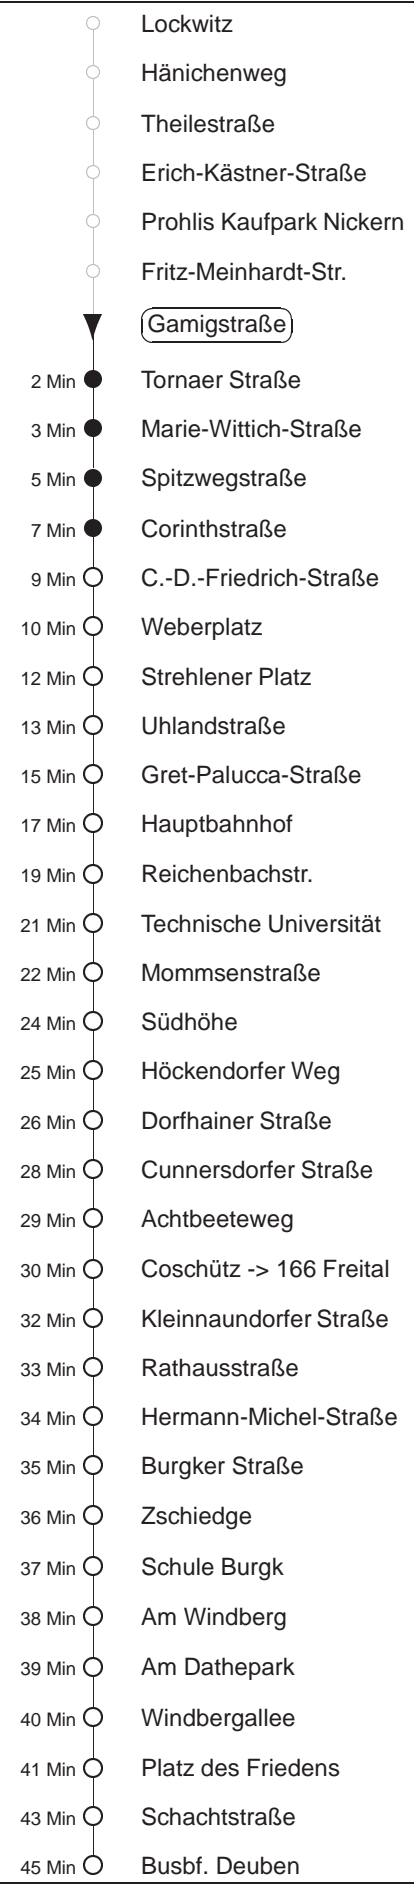 Lockwitz
Hänichenweg
Theilestraße
Erich-Kästner-Straße
Prohlis Kaufpark Nickern
Fritz-Meinhardt-Str.
Gamigstraße
2 Min Tornaer Straße
3 Min Marie-Wittich-Straße
5 Min Spitzwegstraße
7 Min Corinthstraße
9 Min C.-D.-Friedrich-Straße
10 Min Weberplatz
12 Min Strehlener Platz
13 Min Uhlandstraße
15 Min Gret-Palucca-Straße
17 Min Hauptbahnhof
19 Min Reichenbachstr.
21 Min Technische Universität
22 Min Mommsenstraße
24 Min Südhöhe
25 Min Höckendorfer Weg
26 Min Dorfhainer Straße
28 Min Cunnersdorfer Straße
29 Min Achtbeeteweg
30 Min Coschütz -> 166 Freital
32 Min Kleinnaundorfer Straße
33 Min Rathausstraße
34 Min Hermann-Michel-Straße
35 Min Burgker Straße
36 Min Zschiedge
37 Min Schule Burgk
38 Min Am Windberg
39 Min Am Dathepark
40 Min Windbergallee
41 Min Platz des Friedens
43 Min Schachtstraße
45 Min Busbf. Deuben